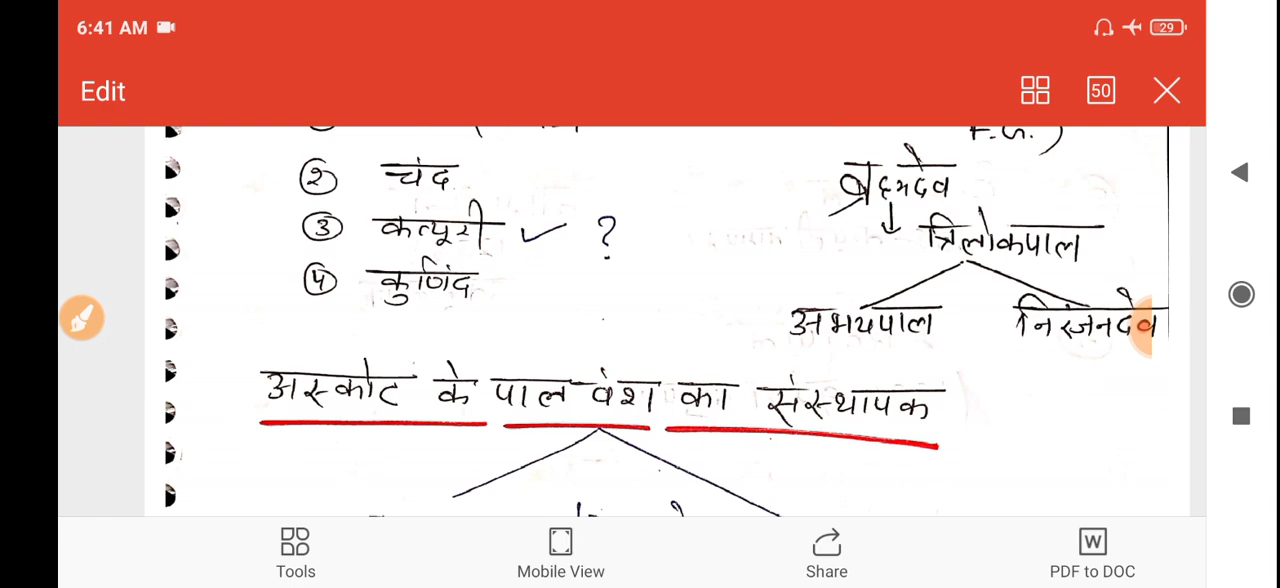 6:41 AM
29
Edit
50
② चंद
③ कत्यूरी ✓ ?
④ कुणिंद
ब्रह्मदेव
↓ त्रिलोकपाल
अभयपाल निरंजनदेव
अस्कोट के पाल वंश का संस्थापक
Tools Mobile View Share W PDF to DOC